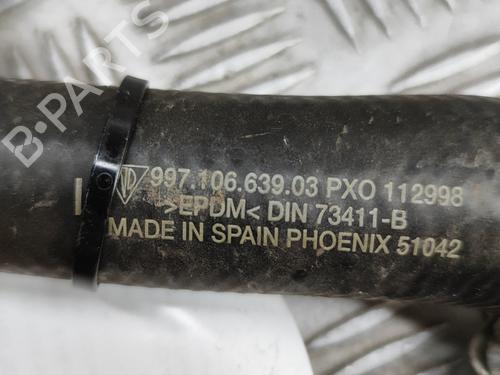 B-PARTS
997.106.639.03 PXO 112998
>EPDM< DIN 73411-B
MADE IN SPAIN PHOENIX 51042